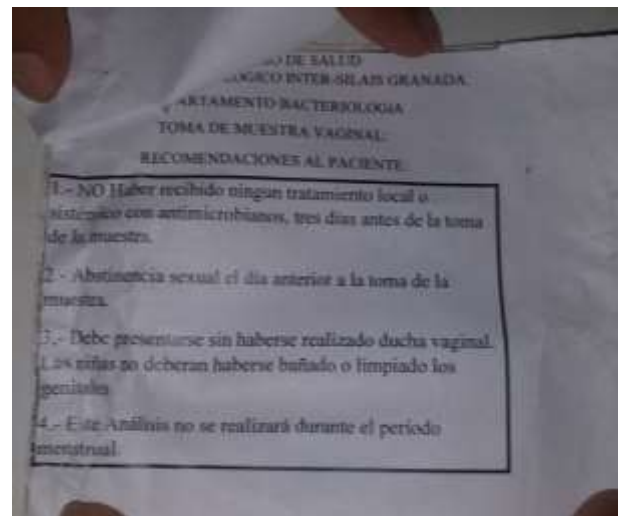 DE SALUD
INTER-SILAIS GRANADA.
BACTERIOLOGIA
TOMA DE MUESTRA VAGINAL:
RECOMENDACIONES AL PACIENTE:
1.- NO Haber recibido ningun tratamiento local o
sistémico con antimicrobianos, tres dias antes de la toma
de la muestra.
2.- Abstinencia sexual el día anterior a la toma de la
muestra.
3.- Debe presentarse sin haberse realizado ducha vaginal.
Las niñas no deberan haberse bañado o limpiado los
genitales
4.- Este Análisis no se realizará durante el período
menstrual.